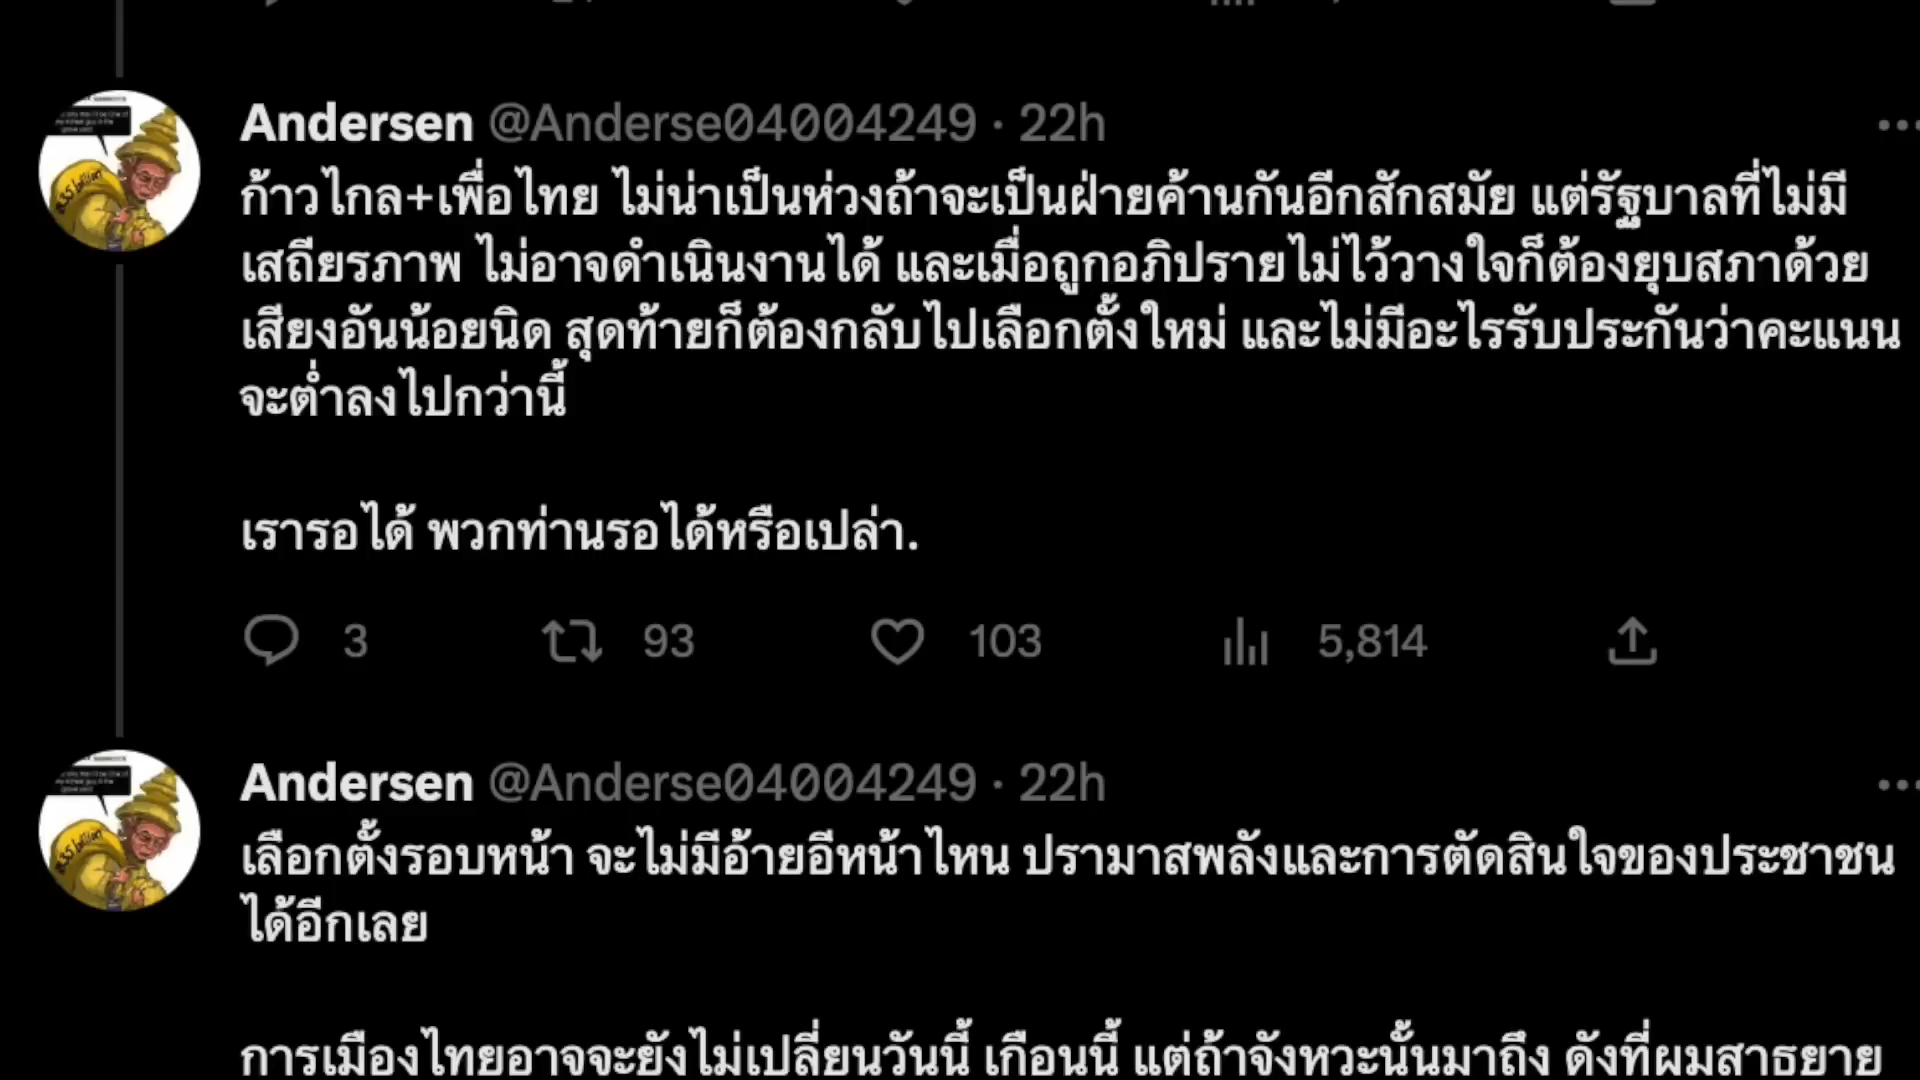 Andersen @Anderse04004249 · 22h
ก้าวไกล+เพื่อไทย ไม่น่าเป็นห่วงถ้าจะเป็นฝ่ายค้านกันอีกสักสมัย แต่รัฐบาลที่ไม่มี
เสถียรภาพ ไม่อาจดำเนินงานได้ และเมื่อถูกอภิปรายไม่ไว้วางใจก็ต้องยุบสภาด้วย
เสียงอันน้อยนิด สุดท้ายก็ต้องกลับไปเลือกตั้งใหม่ และไม่มีอะไรรับประกันว่าคะแนน
จะต่ำลงไปกว่านี้
เรารอได้ พวกท่านรอได้หรือเปล่า.
3 93 103 5,814
Andersen @Anderse04004249 · 22h
เลือกตั้งรอบหน้า จะไม่มีอ้ายอีหน้าไหน ปรามาสพลังและการตัดสินใจของประชาชน
ได้อีกเลย
การเมืองไทยอาจจะยังไม่เปลี่ยนวันนี้ เกือนนี้ แต่ถ้าจังหวะนั้นมาถึง ดังที่ผมสาธยาย